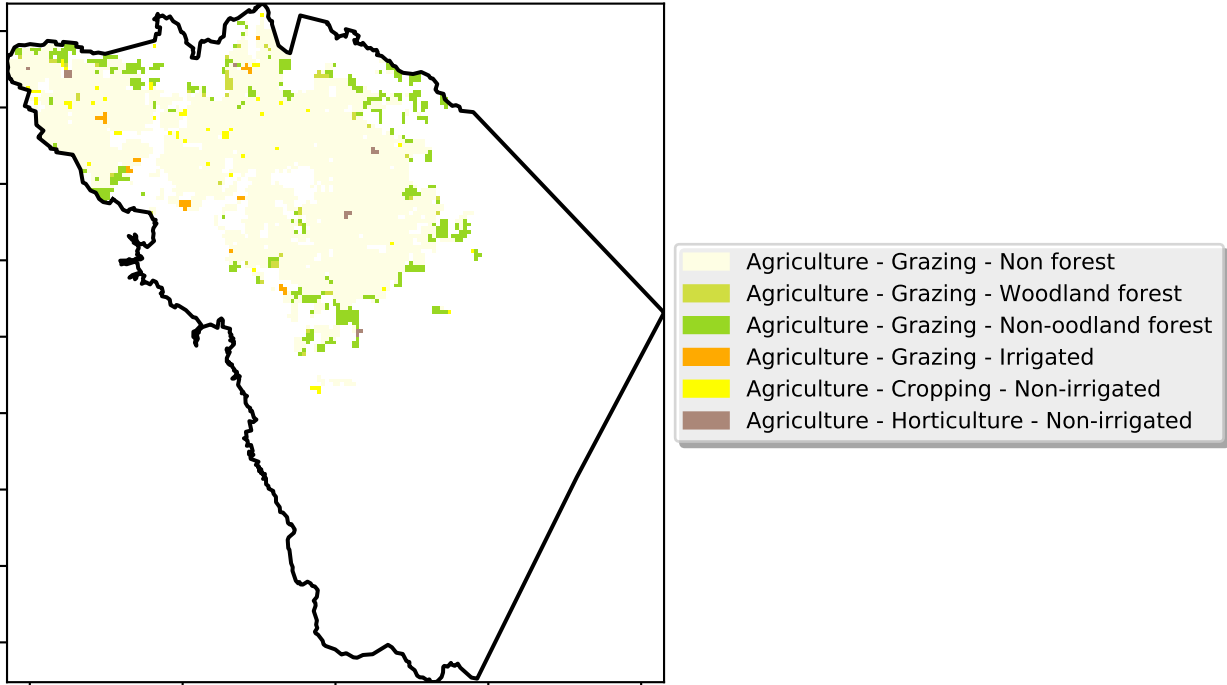 Agriculture - Grazing - Non forest
Agriculture - Grazing - Woodland forest
Agriculture - Grazing - Non-oodland forest
Agriculture - Grazing - Irrigated
Agriculture - Cropping - Non-irrigated
Agriculture - Horticulture - Non-irrigated